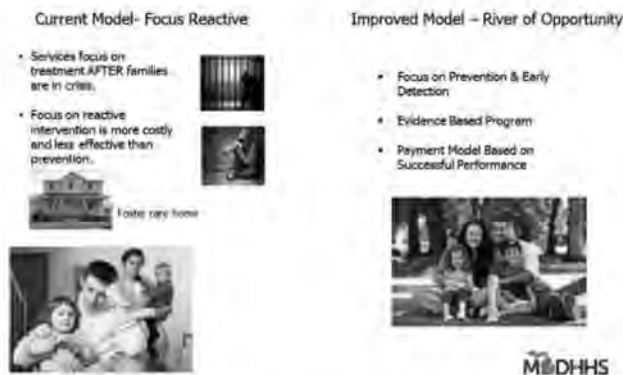 Current Model- Focus Reactive
• Services focus on
treatment AFTER families
are in crisis.
• Focus on reactive
intervention is more costly
and less effective than
prevention.
Foster care home
Improved Model – River of Opportunity
• Focus on Prevention & Early
Detection
• Evidence Based Program
• Payment Model Based on
Successful Performance
MDHHS